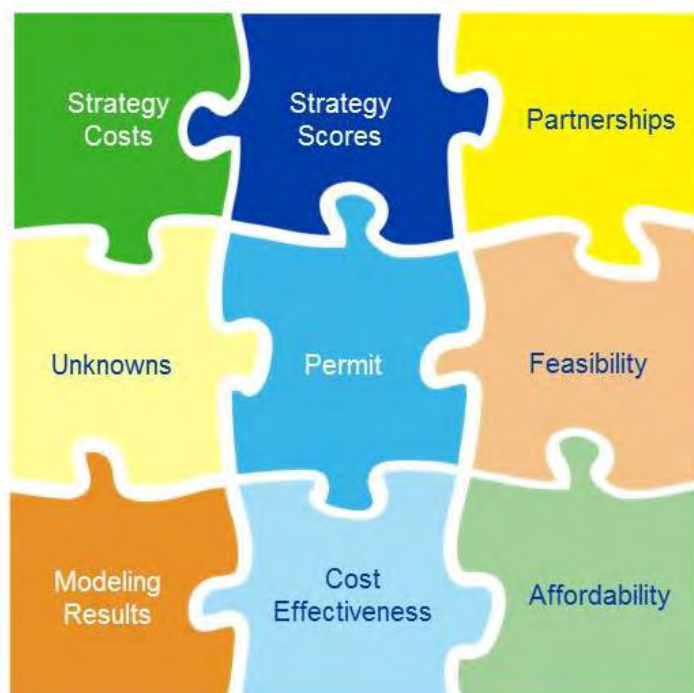 Strategy
Costs
Strategy
Scores
Partnerships
Unknowns
Permit
Feasibility
Modeling
Results
Cost
Effectiveness
Affordability